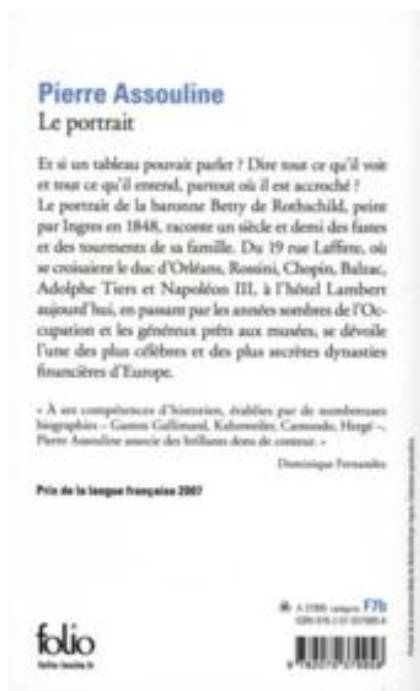 Pierre Assouline
Le portrait
Et si un tableau pouvait parler ? Dire tout ce qu'il voit
et tout ce qu'il entend, partout où il est accroché ?
Le portrait de la baronne Betty de Rothschild, peint
par Ingres en 1848, raconte un siècle et demi des fastes
et des tourments de sa famille. Du 19 rue Laffitte, où
se croisaient le duc d'Orléans, Rossini, Chopin, Balzac,
Adolphe Tiers et Napoléon III, à l'hôtel Lambert
aujourd'hui, en passant par les années sombres de l'Oc-
cupation et les généreux prêts aux musées, se dévoile
l'une des plus célèbres et des plus secrètes dynasties
financières d'Europe.
« À ses compétences d'historien, établies par de nombreuses
biographies – Gaston Gallimard, Kahnweiler, Camondo, Hergé –,
Pierre Assouline associe des brillants dons de conteur. »
Dominique Fernandez
Prix de la langue française 2007
catégorie F7b
folio
folio-lesite.fr